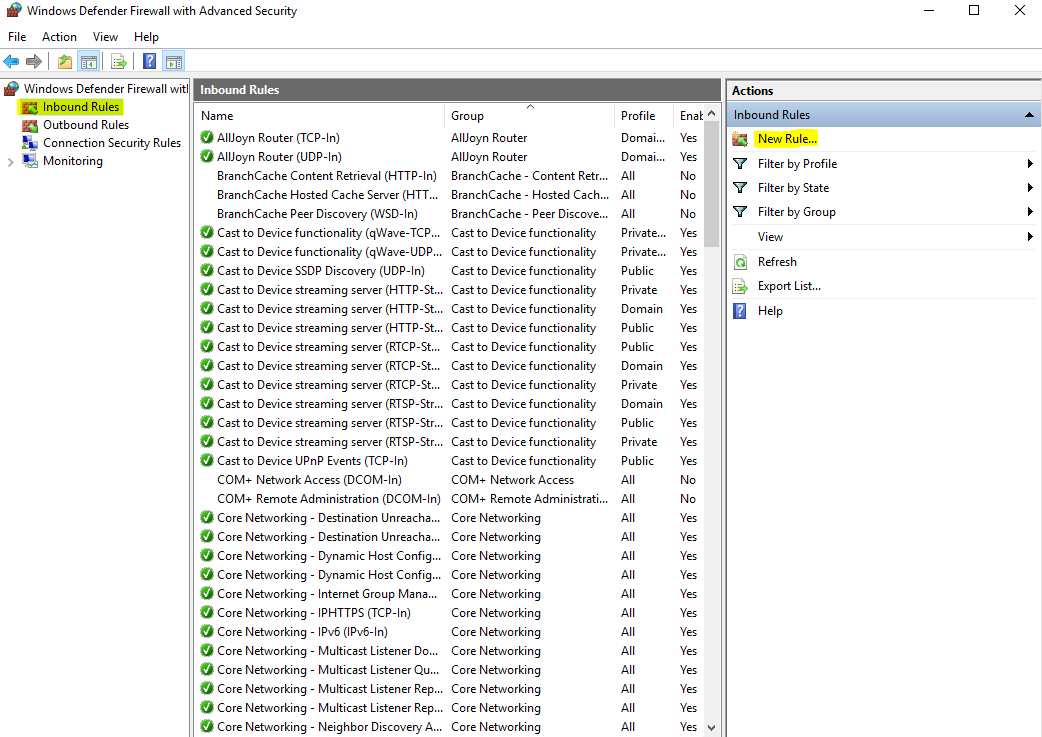 Windows Defender Firewall with Advanced Security
File Action View Help
Windows Defender Firewall wit
Inbound Rules
Outbound Rules
Connection Security Rules
Monitoring
Inbound Rules
Name Group Profile Enab
AllJoyn Router (TCP-In) AllJoyn Router Domai... Yes
AllJoyn Router (UDP-In) AllJoyn Router Domai... Yes
BranchCache Content Retrieval (HTTP-In) BranchCache - Content Retr... All No
BranchCache Hosted Cache Server (HTT... BranchCache - Hosted Cach... All No
BranchCache Peer Discovery (WSD-In) BranchCache - Peer Discove... All No
Cast to Device functionality (qWave-TCP... Cast to Device functionality Private... Yes
Cast to Device functionality (qWave-UDP... Cast to Device functionality Private... Yes
Cast to Device SSDP Discovery (UDP-In) Cast to Device functionality Public Yes
Cast to Device streaming server (HTTP-St... Cast to Device functionality Private Yes
Cast to Device streaming server (HTTP-St... Cast to Device functionality Domain Yes
Cast to Device streaming server (HTTP-St... Cast to Device functionality Public Yes
Cast to Device streaming server (RTCP-St... Cast to Device functionality Public Yes
Cast to Device streaming server (RTCP-St... Cast to Device functionality Domain Yes
Cast to Device streaming server (RTCP-St... Cast to Device functionality Private Yes
Cast to Device streaming server (RTSP-Str... Cast to Device functionality Domain Yes
Cast to Device streaming server (RTSP-Str... Cast to Device functionality Public Yes
Cast to Device streaming server (RTSP-Str... Cast to Device functionality Private Yes
Cast to Device UPnP Events (TCP-In) Cast to Device functionality Public Yes
COM+ Network Access (DCOM-In) COM+ Network Access All No
COM+ Remote Administration (DCOM-In) COM+ Remote Administrati... All No
Core Networking - Destination Unreacha... Core Networking All Yes
Core Networking - Destination Unreacha... Core Networking All Yes
Core Networking - Dynamic Host Config... Core Networking All Yes
Core Networking - Dynamic Host Config... Core Networking All Yes
Core Networking - Internet Group Mana... Core Networking All Yes
Core Networking - IPHTTPS (TCP-In) Core Networking All Yes
Core Networking - IPv6 (IPv6-In) Core Networking All Yes
Core Networking - Multicast Listener Do... Core Networking All Yes
Core Networking - Multicast Listener Qu... Core Networking All Yes
Core Networking - Multicast Listener Rep... Core Networking All Yes
Core Networking - Multicast Listener Rep... Core Networking All Yes
Core Networking - Neighbor Discovery A... Core Networking All Yes
Actions
Inbound Rules
New Rule...
Filter by Profile
Filter by State
Filter by Group
View
Refresh
Export List...
Help